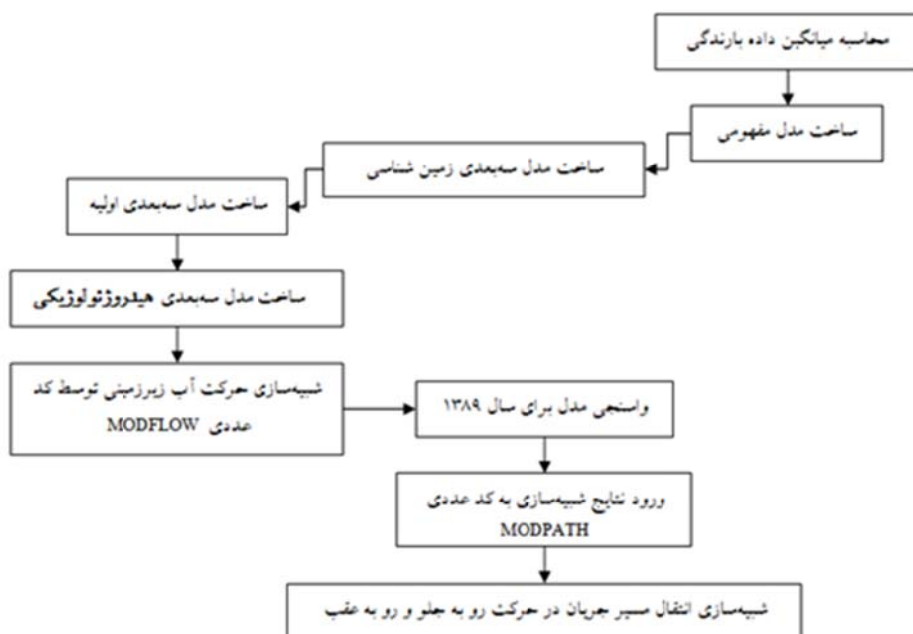 محاسبه میانگین داده بارندگی
ساخت مدل مفهومی
ساخت مدل سه‌بعدی زمین شناسی
ساخت مدل سه‌بعدی اولیه
ساخت مدل سه‌بعدی هیدروژئولوژیکی
شبیه‌سازی حرکت آب زیرزمینی توسط کد
عددی MODFLOW
واسنجی مدل برای سال ۱۳۸۹
ورود نتایج شبیه‌سازی به کد عددی
MODPATH
شبیه‌سازی انتقال مسیر جریان در حرکت رو به جلو و رو به عقب